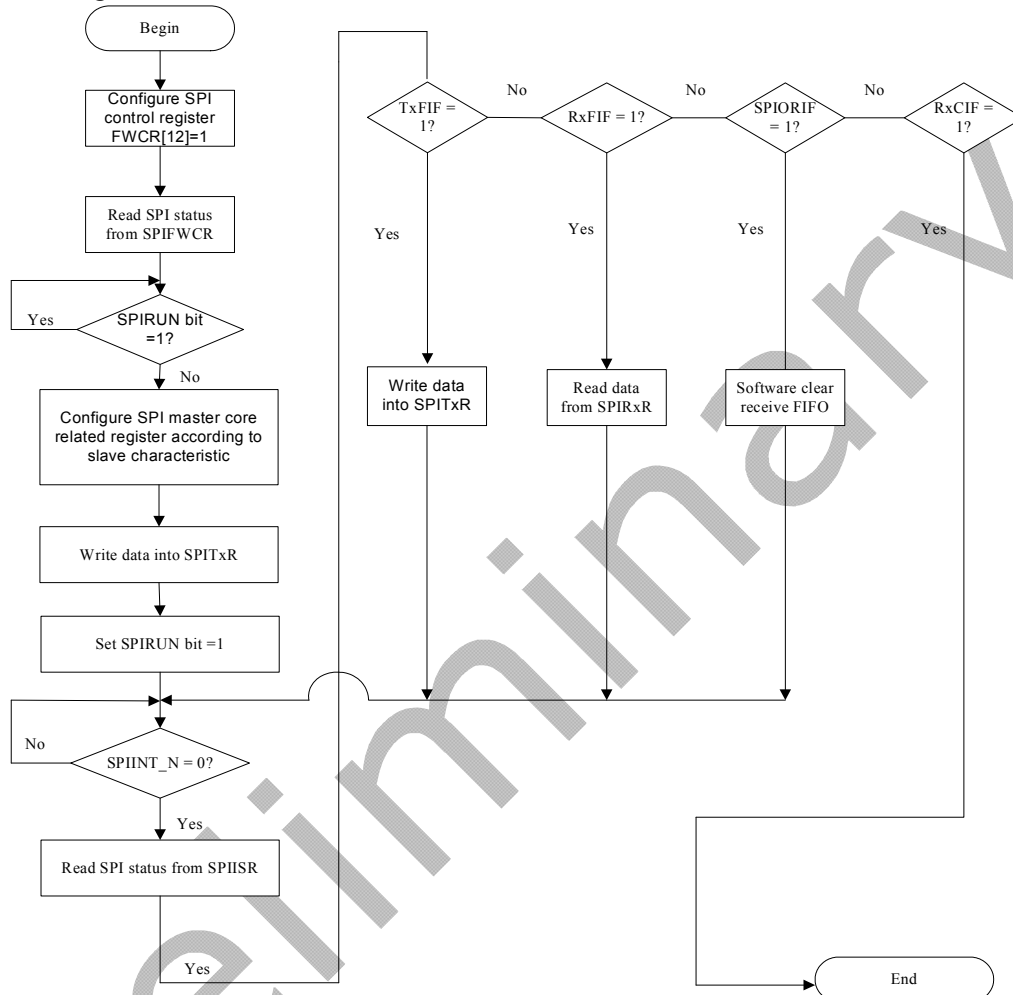 Begin
Configure SPI
control register
FWCR[12]=1
Read SPI status
from SPIFWCR
Yes
SPIRUN bit
=1?
No
Configure SPI master core
related register according to
slave characteristic
Write data into SPITxR
Set SPIRUN bit =1
No
SPIINT_N = 0?
Yes
Read SPI status from SPIISR
Yes
TxFIF =
1?
No
RxFIF = 1?
No
SPIORIF
= 1?
No
RxCIF =
1?
Yes
Yes
Yes
Yes
Write data
into SPITxR
Read data
from SPIRxR
Software clear
receive FIFO
End